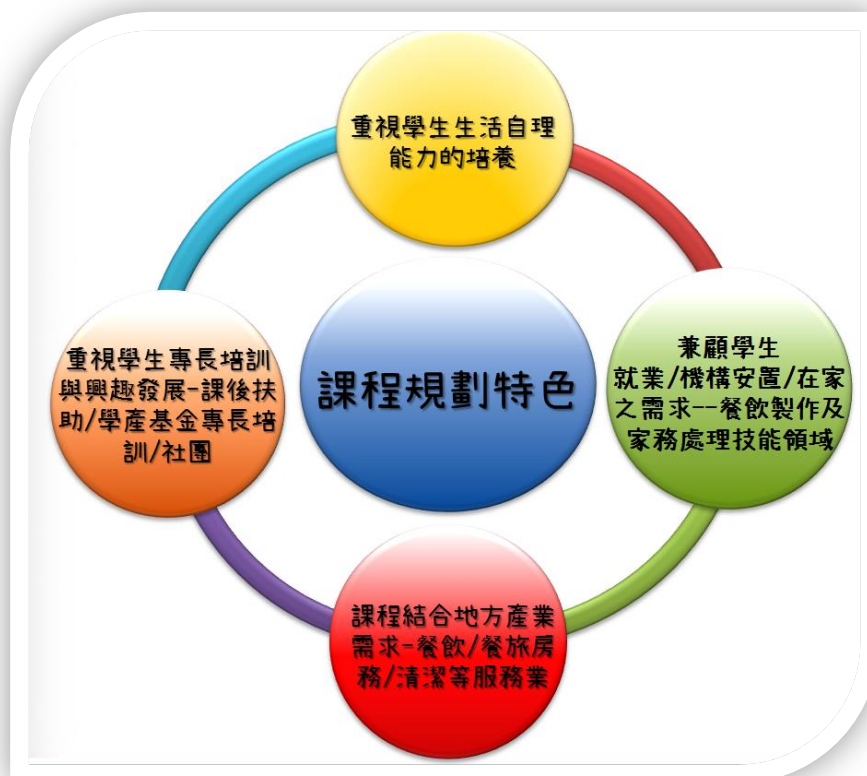 重視學生生活自理
能力的培養
兼顧學生
就業/機構安置/在家
之需求--餐飲製作及
家務處理技能領域
課程規劃特色
重視學生專長培訓
與興趣發展-課後扶
助/學產基金專長培
訓/社團
課程結合地方產業
需求-餐飲/餐旅房
務/清潔等服務業